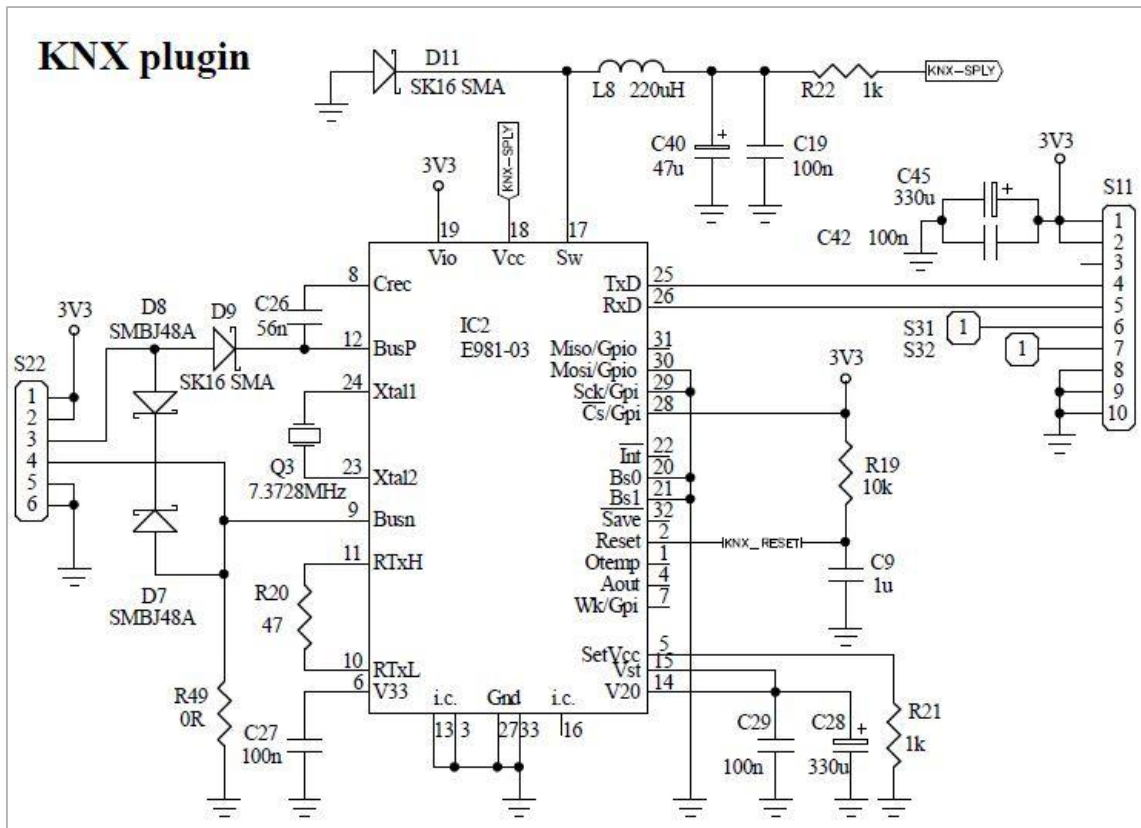 KNX plugin
D11
SK16 SMA
L8 220uH
R22 1k
KNX-SPLY
C40
47u
C19
100n
3V3
KNX-SPLY
3V3
C45
330u
S11
C42 100n
1
2
3
4
5
6
7
8
9
10
19
18
17
Vio
Vcc
Sw
8
Crec
C26
56n
12
BusP
24
Xtal1
23
Xtal2
9
Busn
11
RTxH
10
RTxL
6
V33
IC2
E981-03
TxD
25
RxD
26
Miso/Gpio
31
Mosi/Gpio
30
Sck/Gpi
29
Cs/Gpi
28
Int
22
Bs0
20
Bs1
21
Save
32
Reset
2
Otemp
1
Aout
4
Wk/Gpi
7
SetVcc
5
Vst
15
V20
14
i.c.
Gnd
i.c.
13
3
27
33
16
S31
1
S32
1
3V3
R19
10k
KNX_RESET
C9
1u
3V3
D8
SMBJ48A
D9
SK16 SMA
S22
1
2
3
4
5
6
Q3
7.3728MHz
D7
SMBJ48A
R20
47
R49
0R
C27
100n
C29
100n
C28
330u
R21
1k